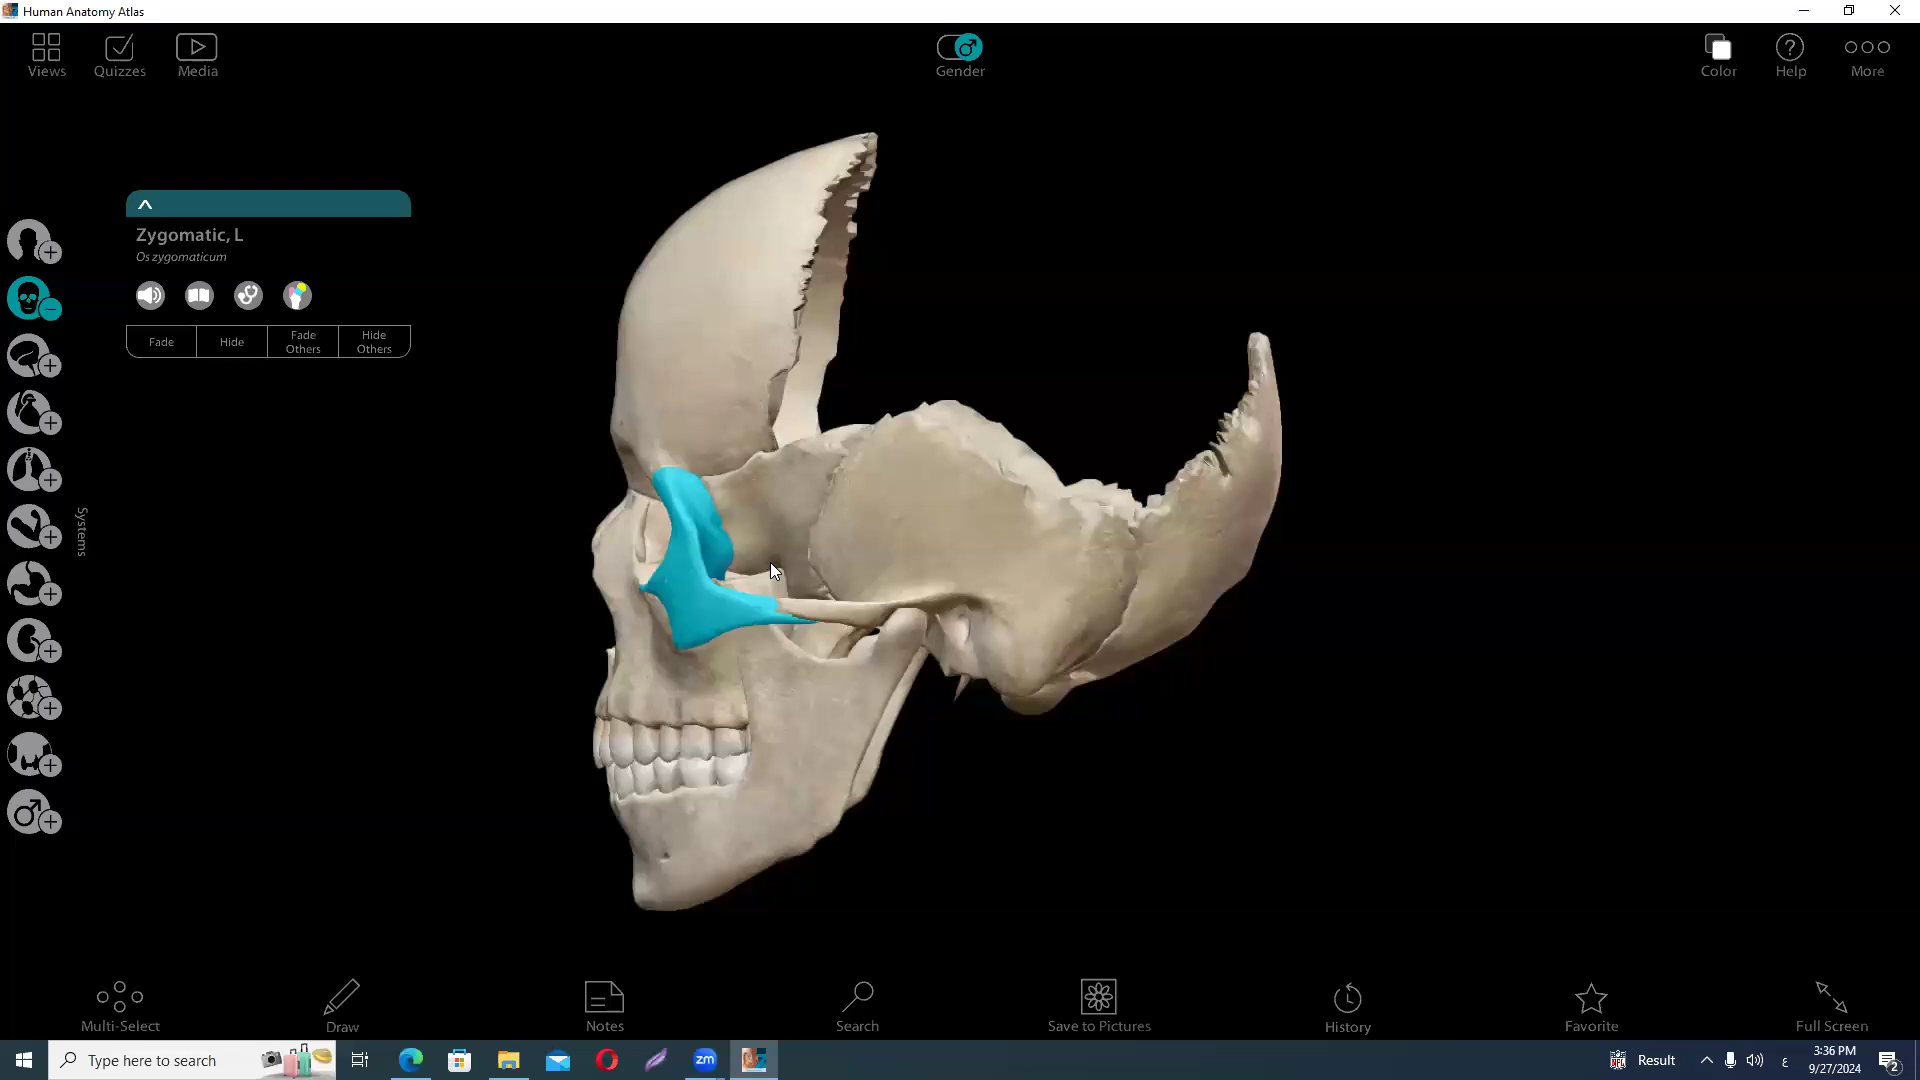 Human Anatomy Atlas
Views
Quizzes
Media
Gender
Color
Help
More
Zygomatic, L
Os zygomaticum
Fade
Hide
Fade
Others
Hide
Others
Systems
Multi-Select
Draw
Notes
Search
Save to Pictures
History
Favorite
Full Screen
Type here to search
zm
Result
ع
3:36 PM
9/27/2024
2